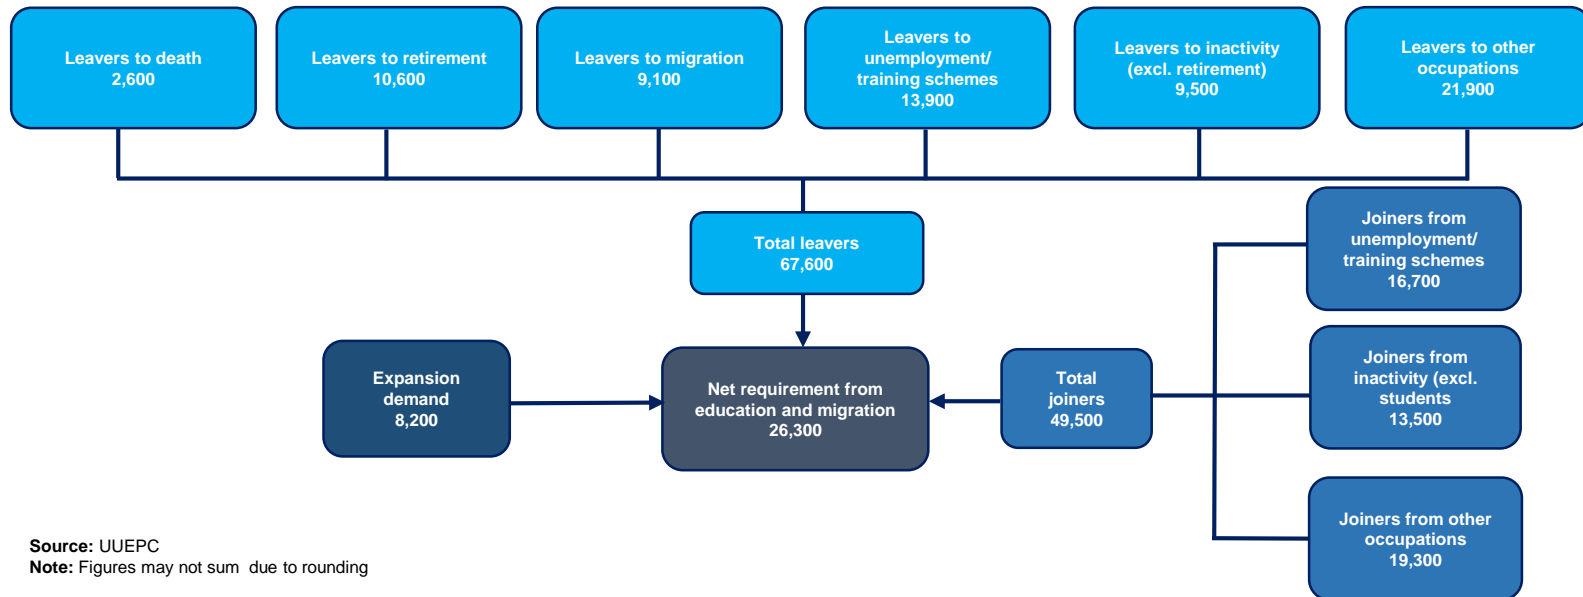 Leavers to death
2,600
Leavers to retirement
10,600
Leavers to migration
9,100
Leavers to
unemployment/
training schemes
13,900
Leavers to inactivity
(excl. retirement)
9,500
Leavers to other
occupations
21,900
Total leavers
67,600
Joiners from
unemployment/
training schemes
16,700
Expansion
demand
8,200
Net requirement from
education and migration
26,300
Total
joiners
49,500
Joiners from
inactivity (excl.
students
13,500
Joiners from other
occupations
19,300
Source: UUEPC
Note: Figures may not sum due to rounding